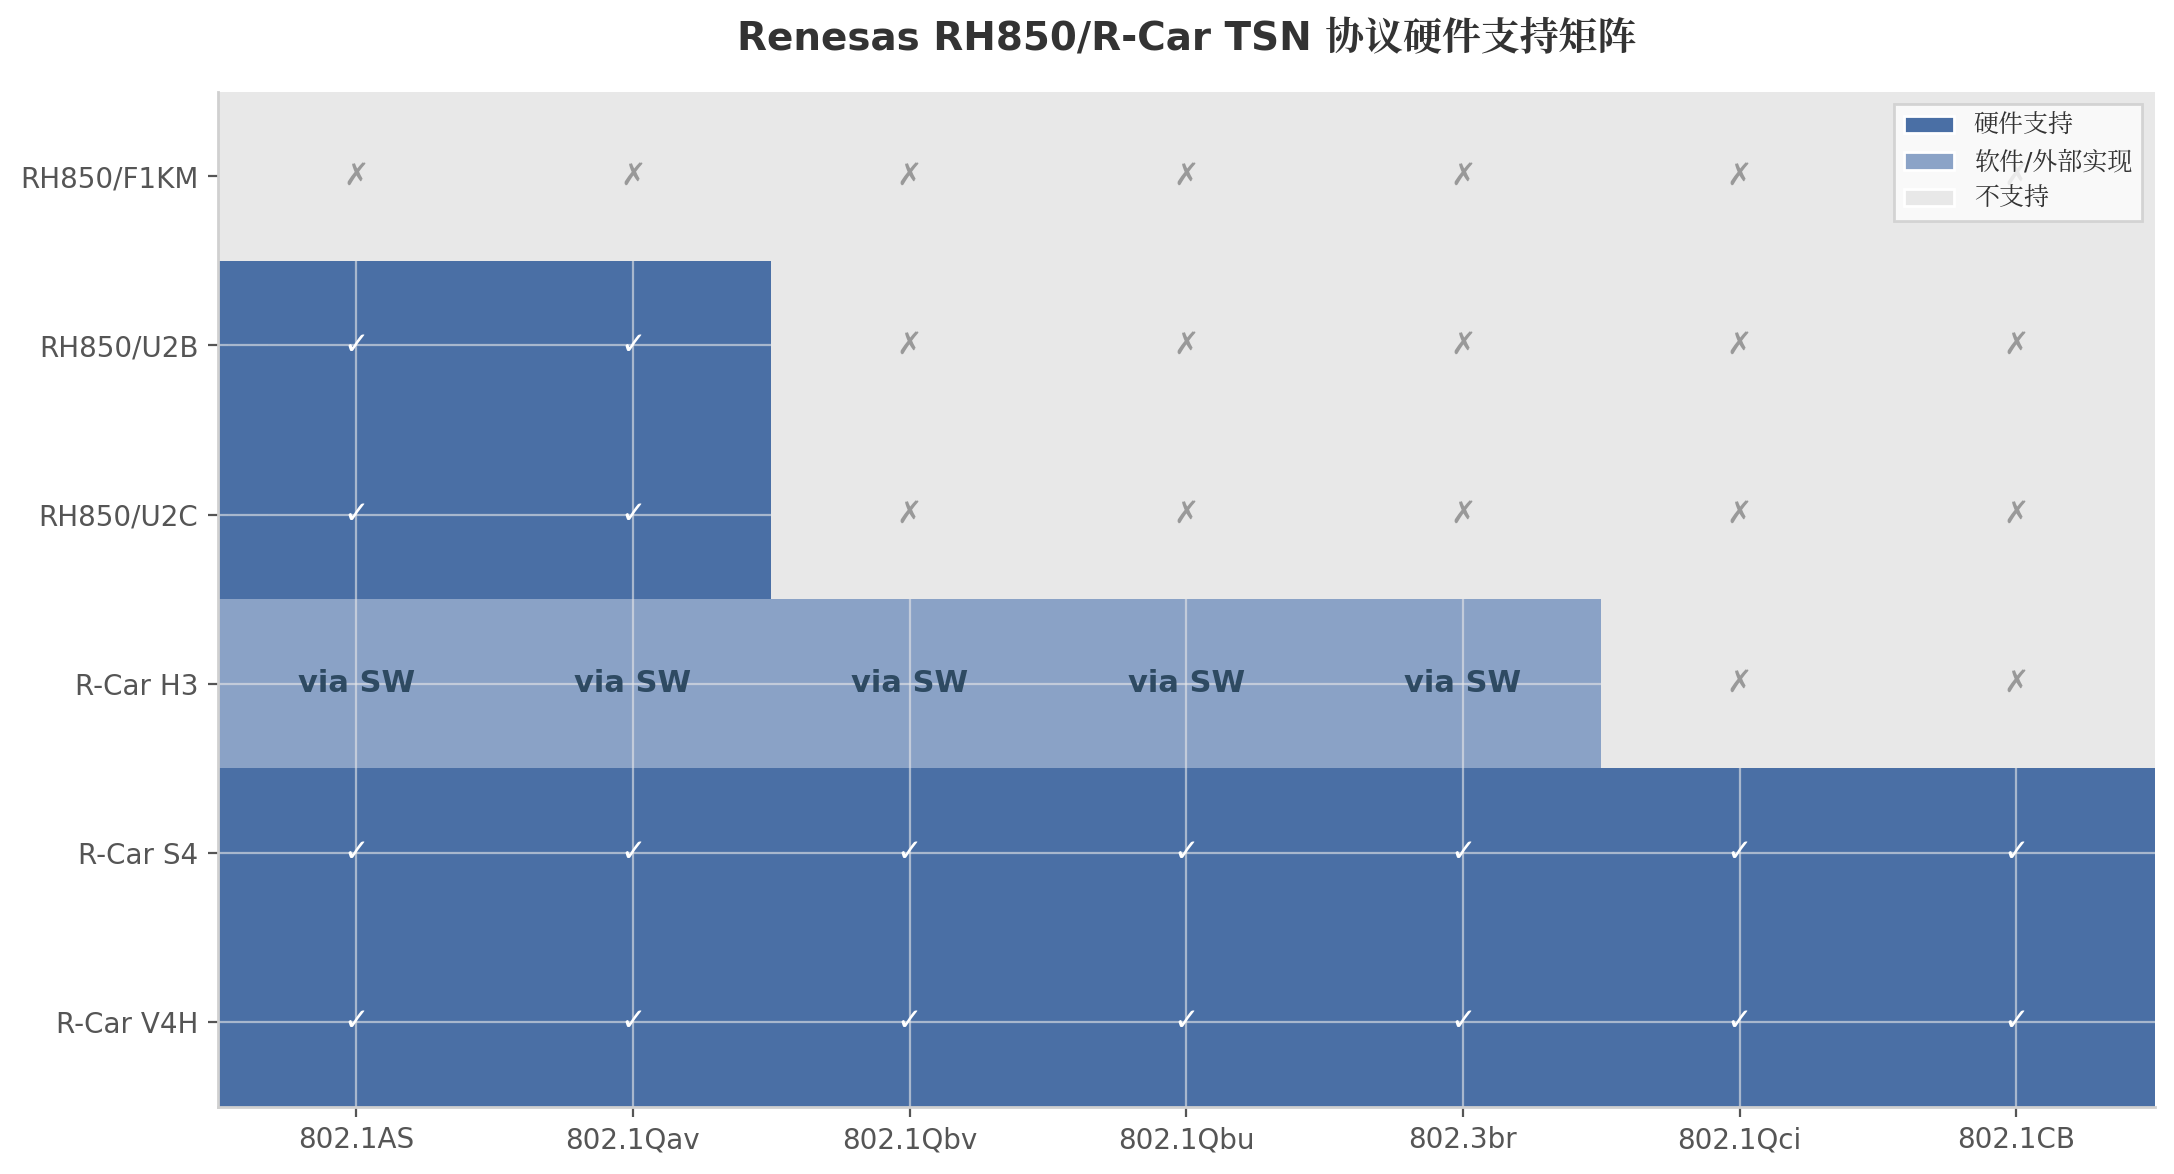 Renesas RH850/R-Car TSN 协议硬件支持矩阵
硬件支持
软件/外部实现
不支持
RH850/F1KM ✗ ✗ ✗ ✗ ✗ ✗ ✗
RH850/U2B ✓ ✓ ✗ ✗ ✗ ✗ ✗
RH850/U2C ✓ ✓ ✗ ✗ ✗ ✗ ✗
R-Car H3 via SW via SW via SW via SW via SW ✗ ✗
R-Car S4 ✓ ✓ ✓ ✓ ✓ ✓ ✓
R-Car V4H ✓ ✓ ✓ ✓ ✓ ✓ ✓
802.1AS 802.1Qav 802.1Qbv 802.1Qbu 802.3br 802.1Qci 802.1CB